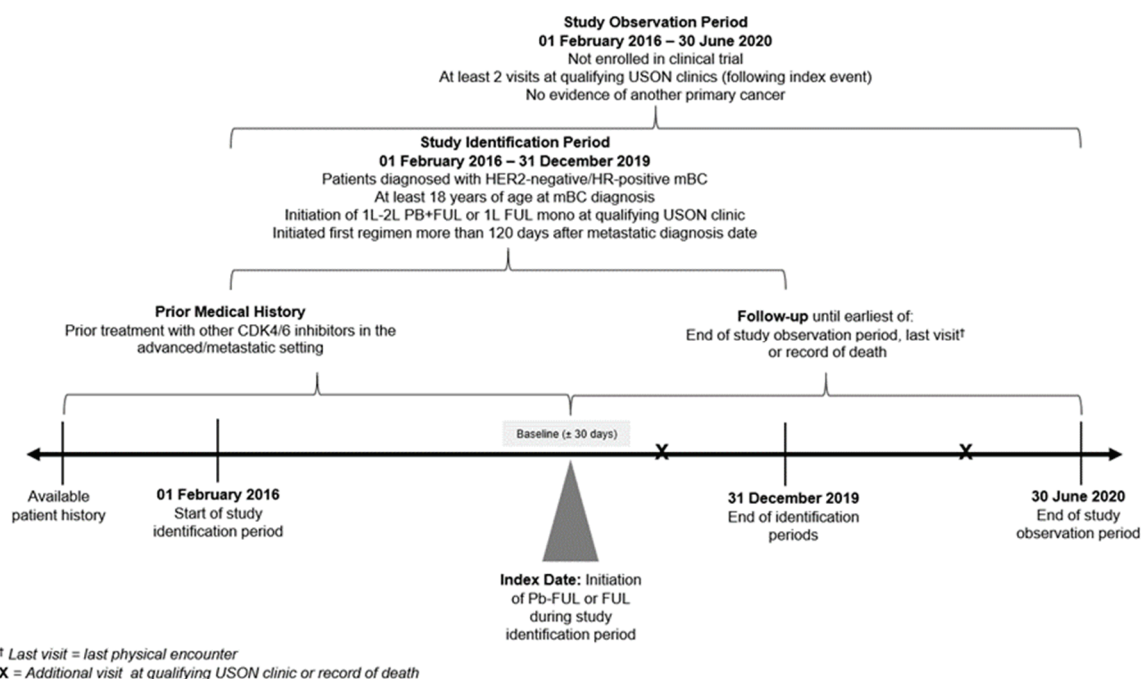 Study Observation Period
01 February 2016 – 30 June 2020
Not enrolled in clinical trial
At least 2 visits at qualifying USON clinics (following index event)
No evidence of another primary cancer
Study Identification Period
01 February 2016 – 31 December 2019
Patients diagnosed with HER2-negative/HR-positive mBC
At least 18 years of age at mBC diagnosis
Initiation of 1L-2L PB+FUL or 1L FUL mono at qualifying USON clinic
Initiated first regimen more than 120 days after metastatic diagnosis date
Prior Medical History
Prior treatment with other CDK4/6 inhibitors in the
advanced/metastatic setting
Follow-up until earliest of:
End of study observation period, last visit†
or record of death
Baseline (± 30 days)
X
X
Available
patient history
01 February 2016
Start of study
identification period
31 December 2019
End of identification
periods
30 June 2020
End of study
observation period
Index Date: Initiation
of Pb-FUL or FUL
during study
identification period
† Last visit = last physical encounter
X = Additional visit at qualifying USON clinic or record of death